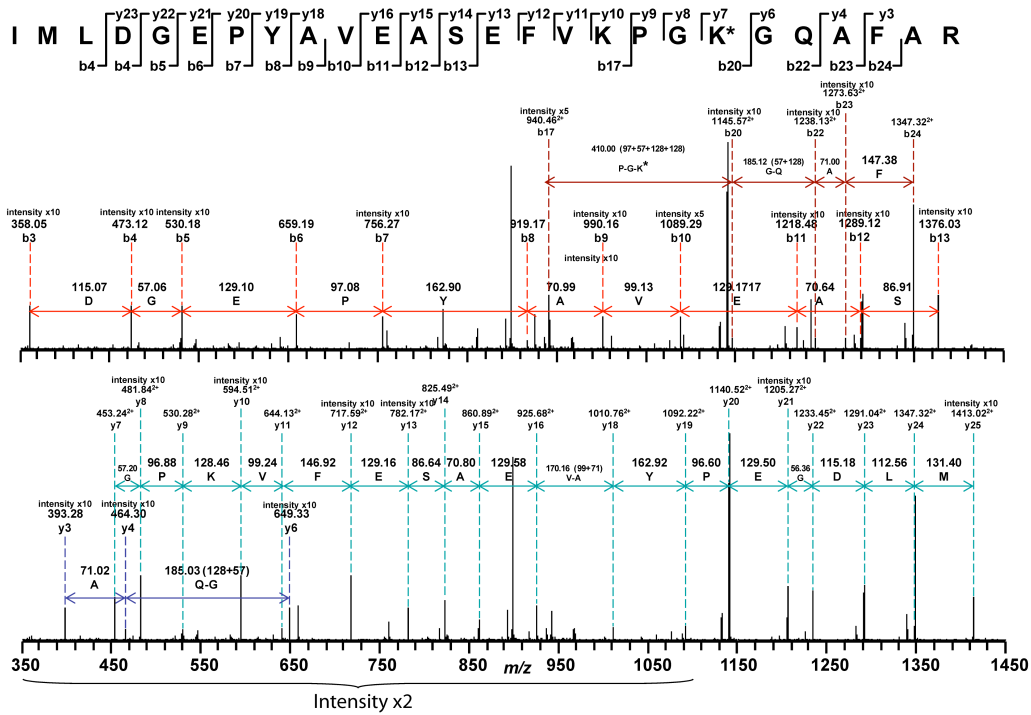 y23 y22 y21 y20 y19 y18 y16 y15 y14 y13 y12 y11 y10 y9 y8 y7 y6 y4 y3
I M L D G E P Y A V E A S E F V K P G K* G Q A F A R
b4 b4 b5 b6 b7 b8 b9 b10 b11 b12 b13 b17 b20 b22 b23 b24
intensity x10
1273.63²⁺
b23
intensity x5
940.46²⁺
b17
intensity x10
1145.57²⁺
b20
intensity x10
1238.13²⁺
b22
1347.32²⁺
b24
410.00 (97+57+128+128)
P-G-K*
185.12 (57+128)
G-Q
71.00
A
147.38
F
intensity x10
358.05
b3
intensity x10
473.12
b4
intensity x10
530.18
b5
659.19
b6
intensity x10
756.27
b7
919.17
b8
intensity x10
990.16
b9
intensity x5
1089.29
b10
intensity x10
1218.48
b11
intensity x10
1289.12
b12
intensity x10
1376.03
b13
intensity x10
115.07 57.06 129.10 97.08 162.90 70.99 99.13 129.1717 70.64 86.91
D G E P Y A V E A S
453.24²⁺
y7
intensity x10
481.84²⁺
y8
530.28²⁺
y9
intensity x10
594.51²⁺
y10
644.13²⁺
y11
intensity x10
717.59²⁺
y12
intensity x10
782.17²⁺
y13
825.49²⁺
y14
860.89²⁺
y15
925.68²⁺
y16
1010.76²⁺
y18
1092.22²⁺
y19
1140.52²⁺
y20
intensity x10
1205.27²⁺
y21
1233.45²⁺
y22
1291.04²⁺
y23
1347.32²⁺
y24
intensity x10
1413.02²⁺
y25
57.20 96.88 128.46 99.24 146.92 129.16 86.64 70.80 129.58 170.16 (99+71) 162.92 96.60 129.50 56.36 115.18 112.56 131.40
G P K V F E S A E V-A Y P E G D L M
intensity x10
393.28
y3
intensity x10
464.30
y4
intensity x10
649.33
y6
71.02
A
185.03 (128+57)
Q-G
350 450 550 650 750 850 950 1050 1150 1250 1350 1450
m/z
Intensity x2